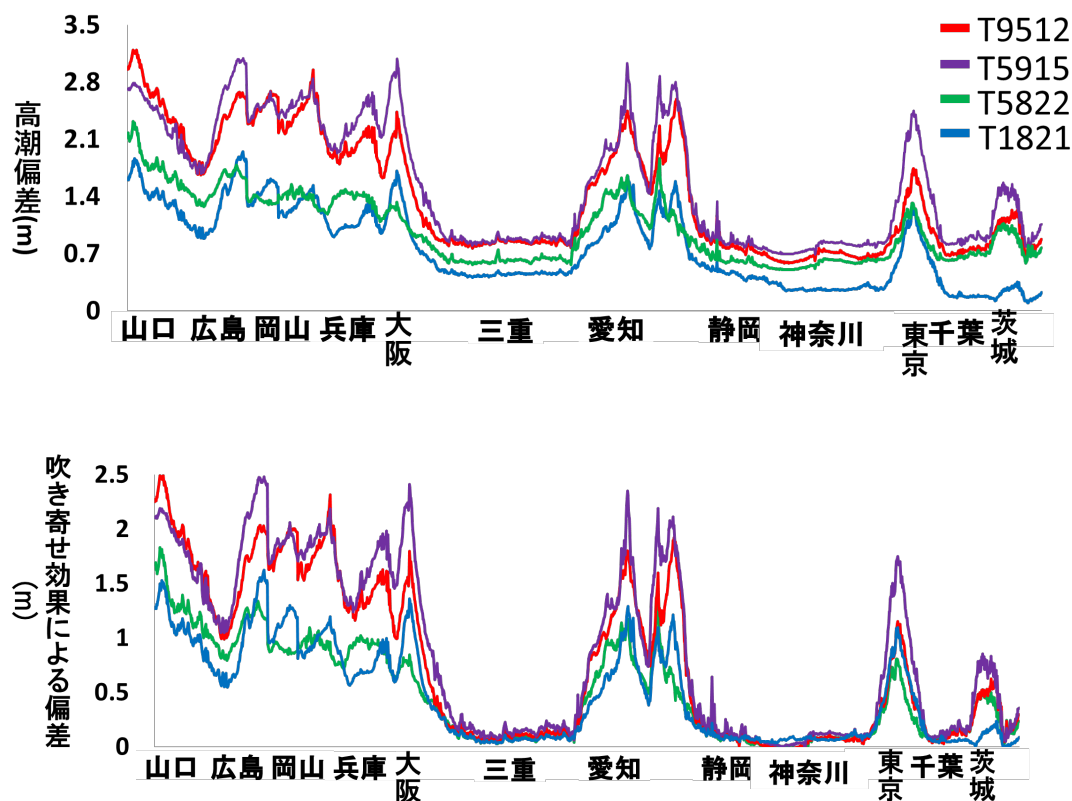 3.5
2.8
2.1
1.4
0.7
0
高潮偏差(m)
T9512
T5915
T5822
T1821
山口 広島 岡山 兵庫 大阪 三重 愛知 静岡 神奈川 東京 千葉 茨城
2.5
2
1.5
1
0.5
0
吹き寄せ効果による偏差
(m)
山口 広島 岡山 兵庫 大阪 三重 愛知 静岡 神奈川 東京 千葉 茨城